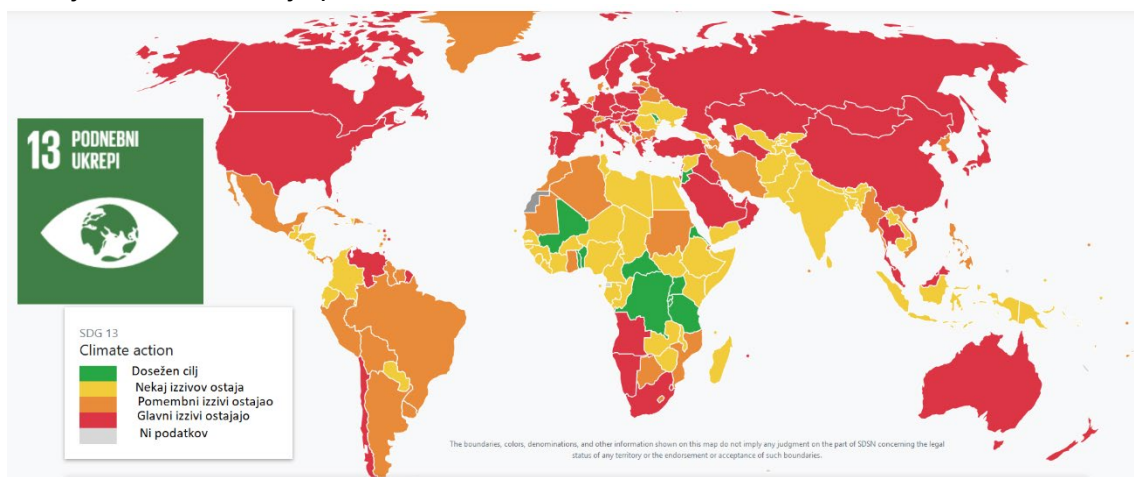 13 PODNEBNI
UKREPI
SDG 13
Climate action
Dosežen cilj
Nekaj izzivov ostaja
Pomembni izzivi ostajao
Glavni izzivi ostajajo
Ni podatkov
The boundaries, colors, denominations, and other information shown on this map do not imply any judgment on the part of SDSN concerning the legal
status of any territory or the endorsement or acceptance of such boundaries.